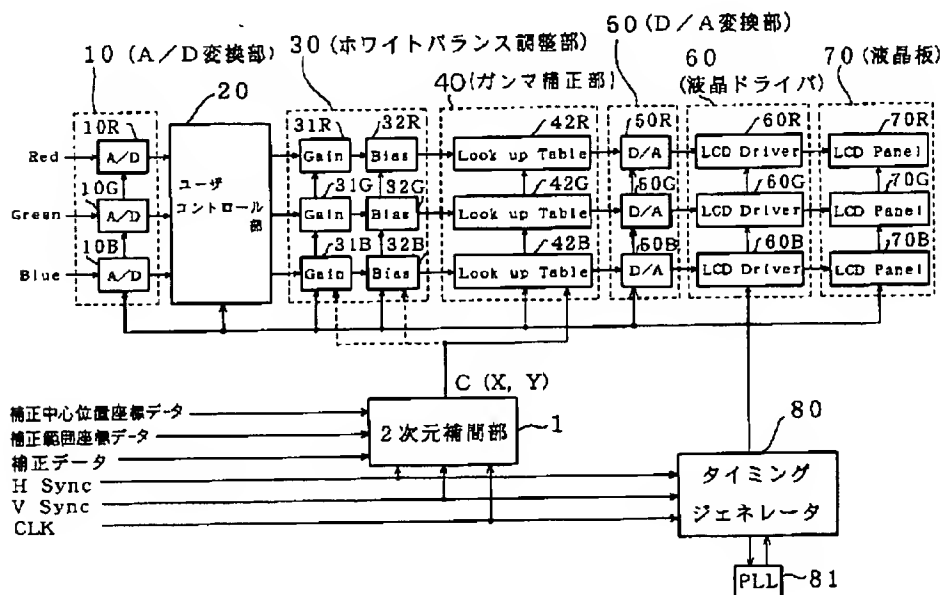 50 (D/A変換部)
10 (A/D変換部)
30 (ホワイトバランス調整部)
60
(液晶ドライバ)
70 (液晶板)
20
40 (ガンマ補正部)
10R
31R
32R
42R
50R
60R
70R
Red
A/D
Gain
Bias
Look up Table
D/A
LCD Driver
LCD Panel
10G
31G
32G
42G
50G
60G
70G
Green
A/D
ユーザ
コントロール
部
Gain
Bias
Look up Table
D/A
LCD Driver
LCD Panel
10B
31B
32B
42B
50B
60B
70B
Blue
A/D
Gain
Bias
Look up Table
D/A
LCD Driver
LCD Panel
C (X, Y)
補正中心位置座標データ
補正範囲座標データ
補正データ
2次元補間部
1
80
H Sync
V Sync
CLK
タイミング
ジェネレータ
PLL
81